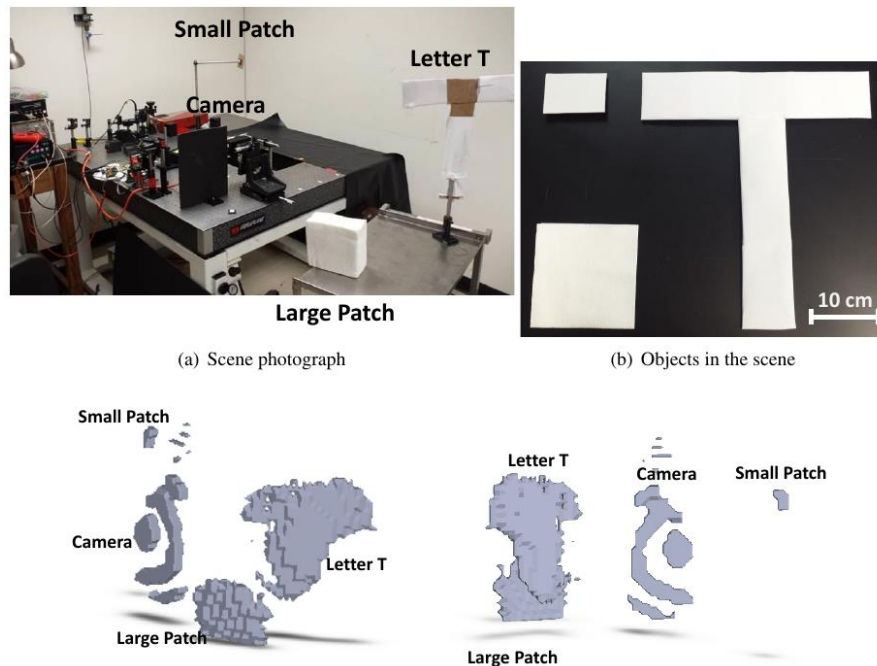 Small Patch
Letter T
Camera
Large Patch
10 cm
(a) Scene photograph
(b) Objects in the scene
Small Patch
Camera
Letter T
Large Patch
Letter T
Camera
Small Patch
Large Patch